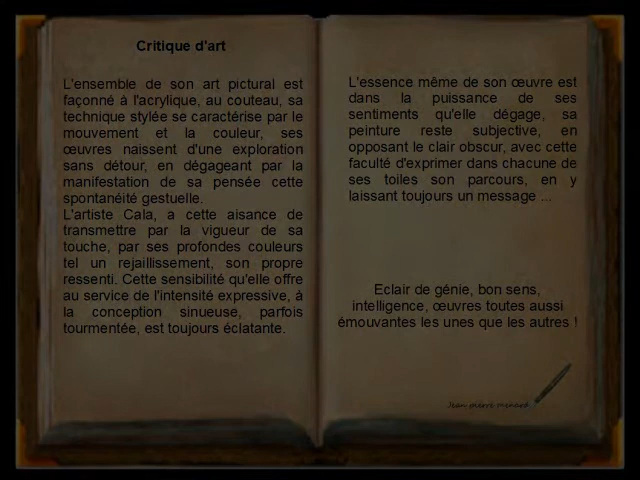 Critique d'art
L'ensemble de son art pictural est
façonné à l'acrylique, au couteau, sa
technique stylée se caractérise par le
mouvement et la couleur, ses
œuvres naissent d'une exploration
sans détour, en dégageant par la
manifestation de sa pensée cette
spontanéité gestuelle.
L'artiste Cala, a cette aisance de
transmettre par la vigueur de sa
touche, par ses profondes couleurs
tel un rejaillissement, son propre
ressenti. Cette sensibilité qu'elle offre
au service de l'intensité expressive, à
la conception sinueuse, parfois
tourmentée, est toujours éclatante.
L'essence même de son œuvre est
dans la puissance de ses
sentiments qu'elle dégage, sa
peinture reste subjective, en
opposant le clair obscur, avec cette
faculté d'exprimer dans chacune de
ses toiles son parcours, en y
laissant toujours un message ...
Eclair de génie, bon sens,
intelligence, œuvres toutes aussi
émouvantes les unes que les autres !
Jean pierre menard